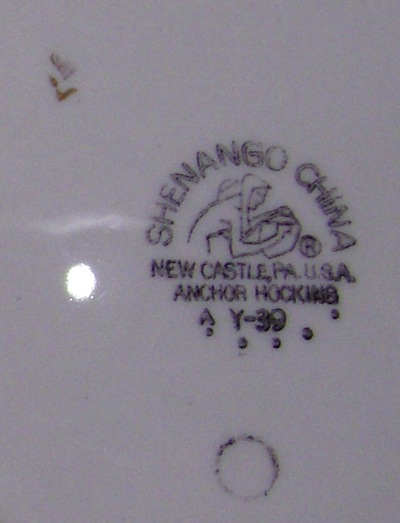 SHENANGO CHINA
®
NEW CASTLE, PA. U.S.A.
ANCHOR HOCKING
A Y-39